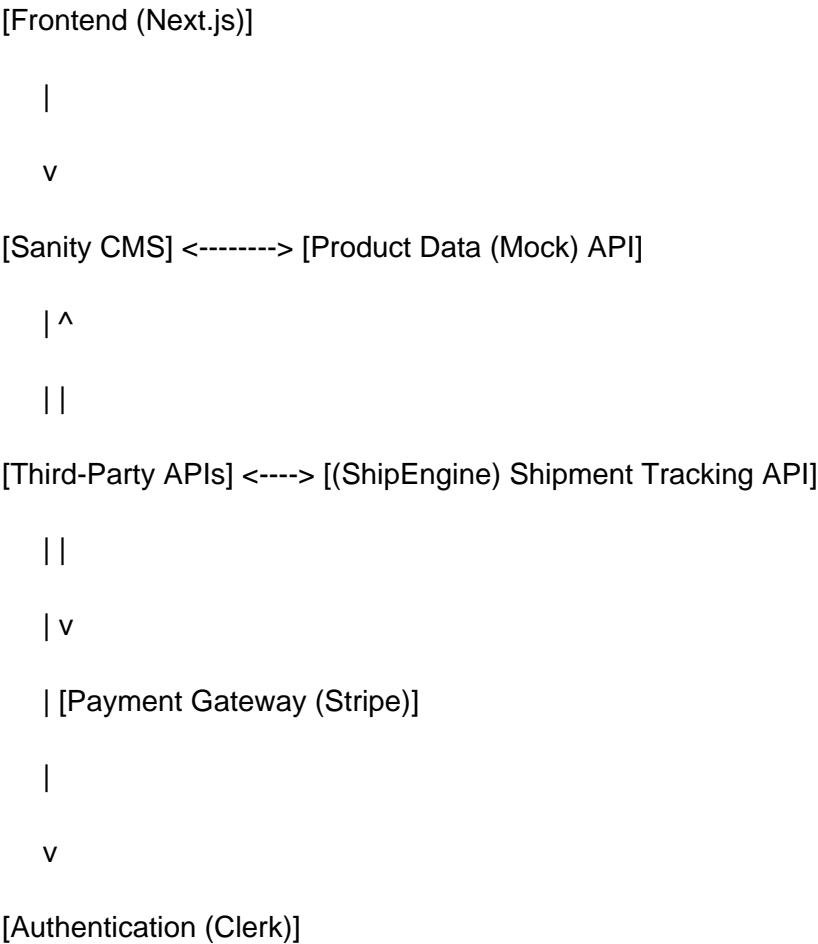 [Frontend (Next.js)]
|
v
[Sanity CMS] <--------> [Product Data (Mock) API]
| ^
| |
[Third-Party APIs] <----> [(ShipEngine) Shipment Tracking API]
| |
| v
| [Payment Gateway (Stripe)]
|
v
[Authentication (Clerk)]